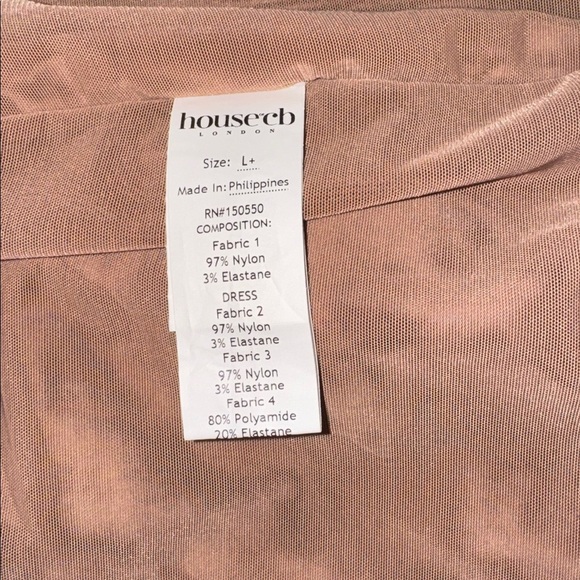 house of cb
LONDON
Size: L+
Made In: Philippines
RN#150550
COMPOSITION:
Fabric 1
97% Nylon
3% Elastane
DRESS
Fabric 2
97% Nylon
3% Elastane
Fabric 3
97% Nylon
3% Elastane
Fabric 4
80% Polyamide
20% Elastane